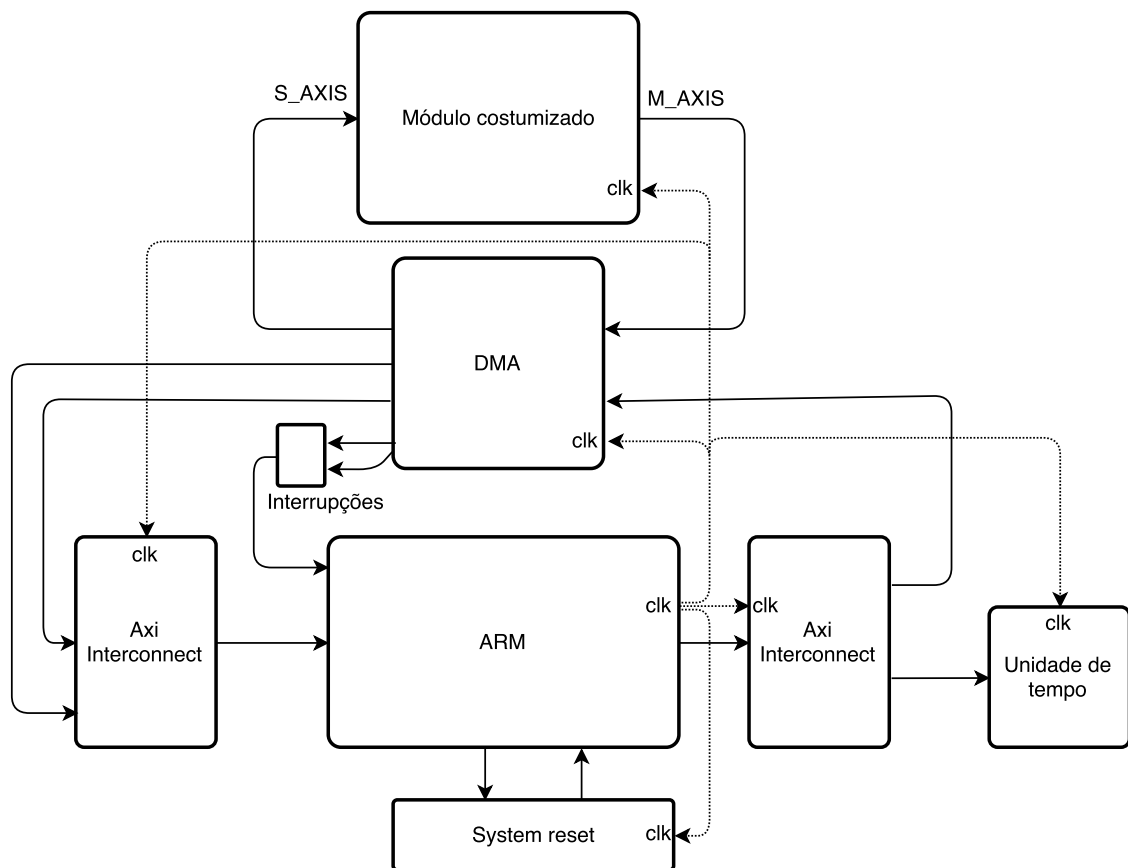 S_AXIS
M_AXIS
Módulo costumizado
clk
DMA
clk
Interrupções
clk
Axi
Interconnect
clk
ARM
clk
Axi
Interconnect
clk
Unidade de
tempo
System reset
clk